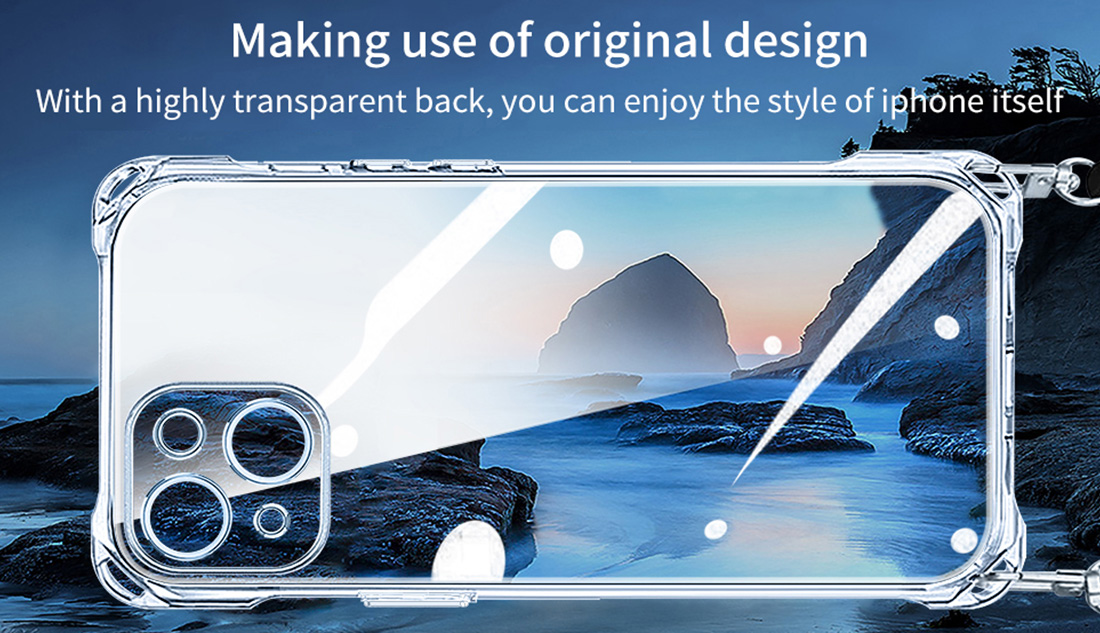 Making use of original design
With a highly transparent back, you can enjoy the style of iphone itself